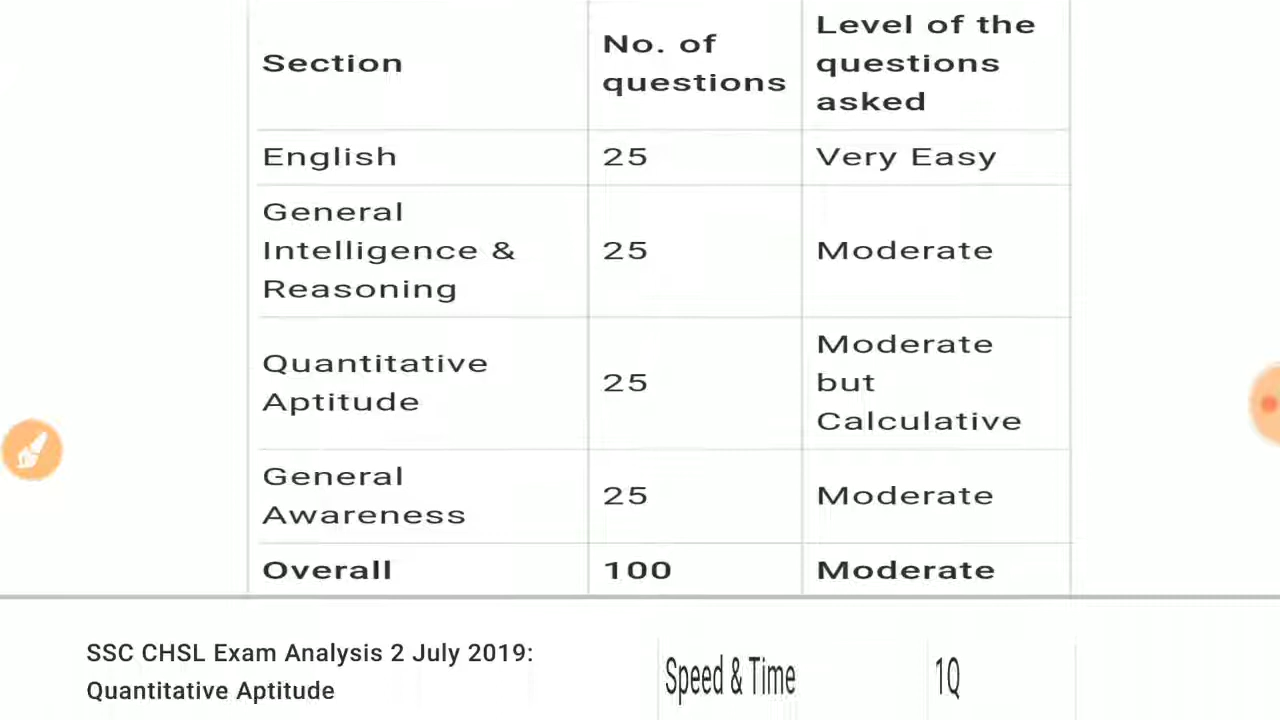 Section
No. of
questions
Level of the
questions
asked
English
25
Very Easy
General
Intelligence &
Reasoning
25
Moderate
Quantitative
Aptitude
25
Moderate
but
Calculative
General
Awareness
25
Moderate
Overall
100
Moderate
SSC CHSL Exam Analysis 2 July 2019:
Quantitative Aptitude
Speed & Time
1Q